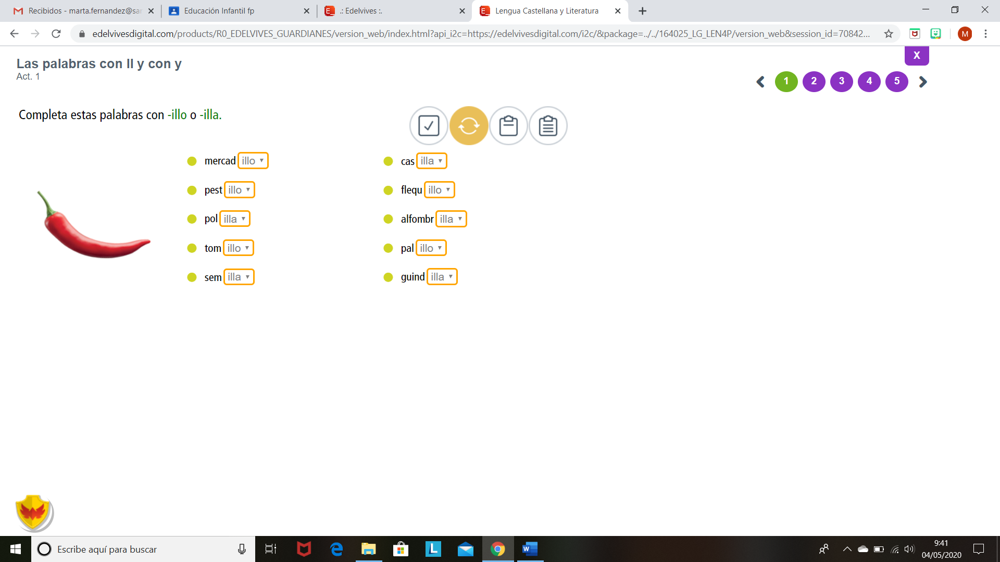 Recibidos - marta.fernandez@sar
Educación Infantil fp
.: Edelvives :.
Lengua Castellana y Literatura
edelvivesdigital.com/products/R0_EDELVIVES_GUARDIANES/version_web/index.html?api_i2c=https://edelvivesdigital.com/i2c/&package=../../164025_LG_LEN4P/version_web&session_id=70842...
M
X
Las palabras con ll y con y
Act. 1
1 2 3 4 5
Completa estas palabras con -illo o -illa.
mercad illo
cas illa
pest illo
flequ illo
pol illa
alfombr illa
tom illo
pal illo
sem illa
guind illa
Escribe aquí para buscar
9:41
04/05/2020